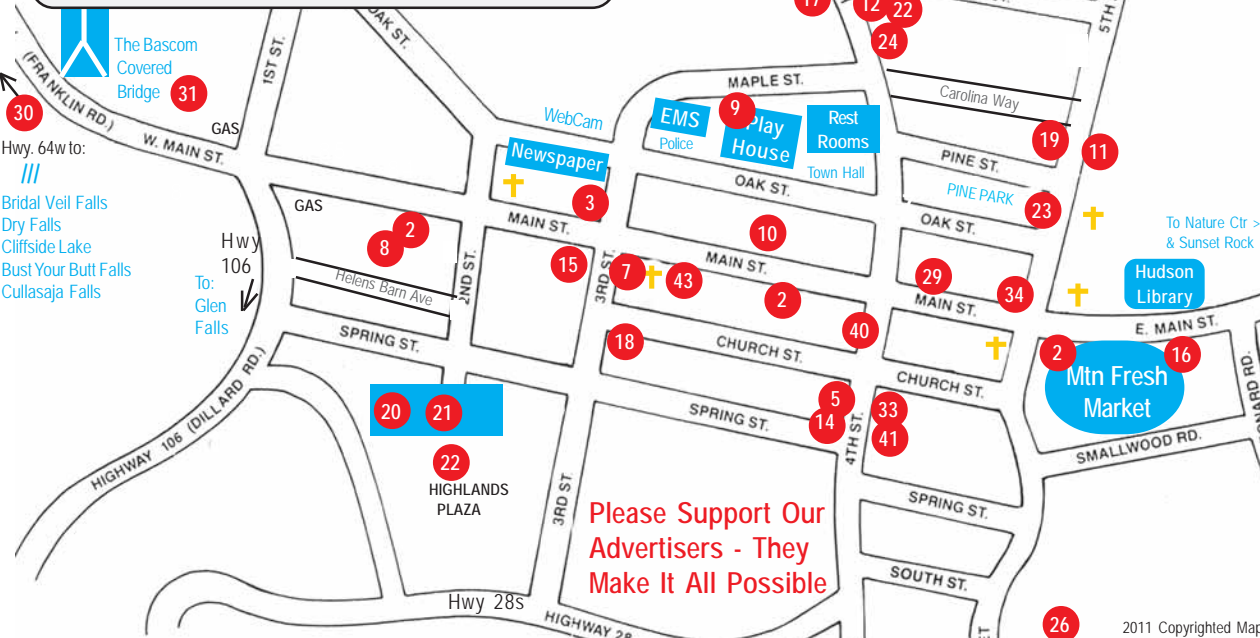 17
12
22
24
OAK ST.
5TH
The Bascom
Covered
Bridge
31
1ST ST.
(FRANKLIN RD.)
30
GAS
W. MAIN ST.
Hwy. 64w to:
///
Bridal Veil Falls
Dry Falls
Cliffside Lake
Bust Your Butt Falls
Cullasaja Falls
MAPLE ST.
Carolina Way
WebCam
EMS
Police
9
Play
House
Rest
Rooms
Town Hall
Newspaper
3
19
11
PINE ST.
PINE PARK
23
OAK ST.
OAK ST.
To Nature Ctr >
& Sunset Rock
Hudson
Library
GAS
2
8
Hwy
106
To:
Glen
Falls
Helens Barn Ave
2ND ST.
MAIN ST.
15
3RD ST.
7
43
10
MAIN ST.
2
29
34
MAIN ST.
E. MAIN ST.
SPRING ST.
18
CHURCH ST.
40
CHURCH ST.
2
16
Mtn Fresh
Market
HIGHWAY 106 (DILLARD RD.)
20
21
22
HIGHLANDS
PLAZA
SPRING ST.
5
14
4TH ST.
33
41
SMALLWOOD RD.
3RD ST.
Please Support Our
Advertisers - They
Make It All Possible
SPRING ST.
SOUTH ST.
Hwy 28s
HIGHWAY 28
26
2011 Copyrighted Map